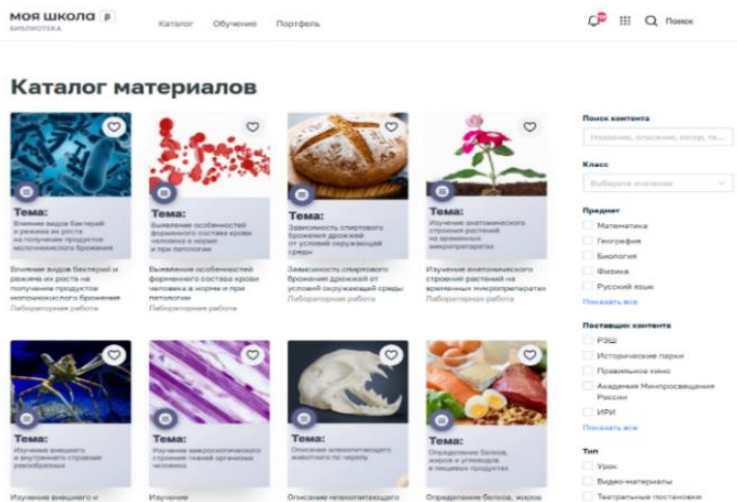 моя школа β
БИБЛИОТЕКА
Каталог Обучение Портфель
Поиск
Каталог материалов
Тема:
Влияние видов бактерий
и режима их роста
на получение продуктов
молочнокислого брожения
Влияние видов бактерий и
режима их роста на
получение продуктов
молочнокислого брожения
Лабораторная работа
Тема:
Выявление особенностей
форменного состава крови
человека в норме
и при патологии
Выявление особенностей
форменного состава крови
человека в норме и при
патологии
Лабораторная работа
Тема:
Зависимость спиртового
брожения дрожжей
от условий окружающей
среды
Зависимость спиртового
брожения дрожжей от
условий окружающей среды
Лабораторная работа
Тема:
Изучение анатомического
строения растений
на временных
микропрепаратах
Изучение анатомического
строения растений на
временных микропрепаратах
Лабораторная работа
Тема:
Изучение внешнего
и внутреннего строения
ракообразных
Изучение внешнего и
Тема:
Изучение микроскопического
строения тканей организма
человека
Изучение
Тема:
Описание млекопитающего
животного по черепу
Описание млекопитающего
Тема:
Определение белков,
жиров и углеводов
в пищевых продуктах
Определение белков, жиров
Поиск контента
Название, описание, автор, те...
Класс
Выберите значение
Предмет
Математика
География
Биология
Физика
Русский язык
Показать все
Поставщик контента
РЭШ
Исторические парки
Правильное кино
Академия Минпросвещения
России
ИРИ
Показать все
Тип
Урок
Видео-материалы
Театральные постановки